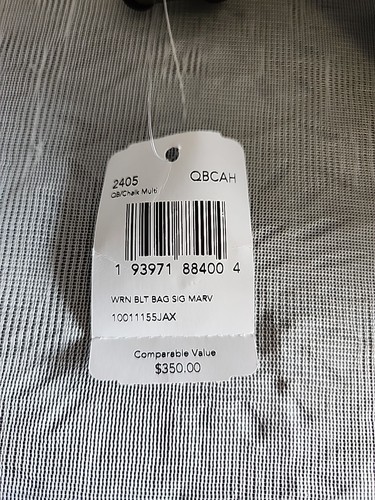 2405 QBCAH
QB/Chalk Multi
1 93971 88400 4
WRN BLT BAG SIG MARV
10011155JAX
Comparable Value
$350.00